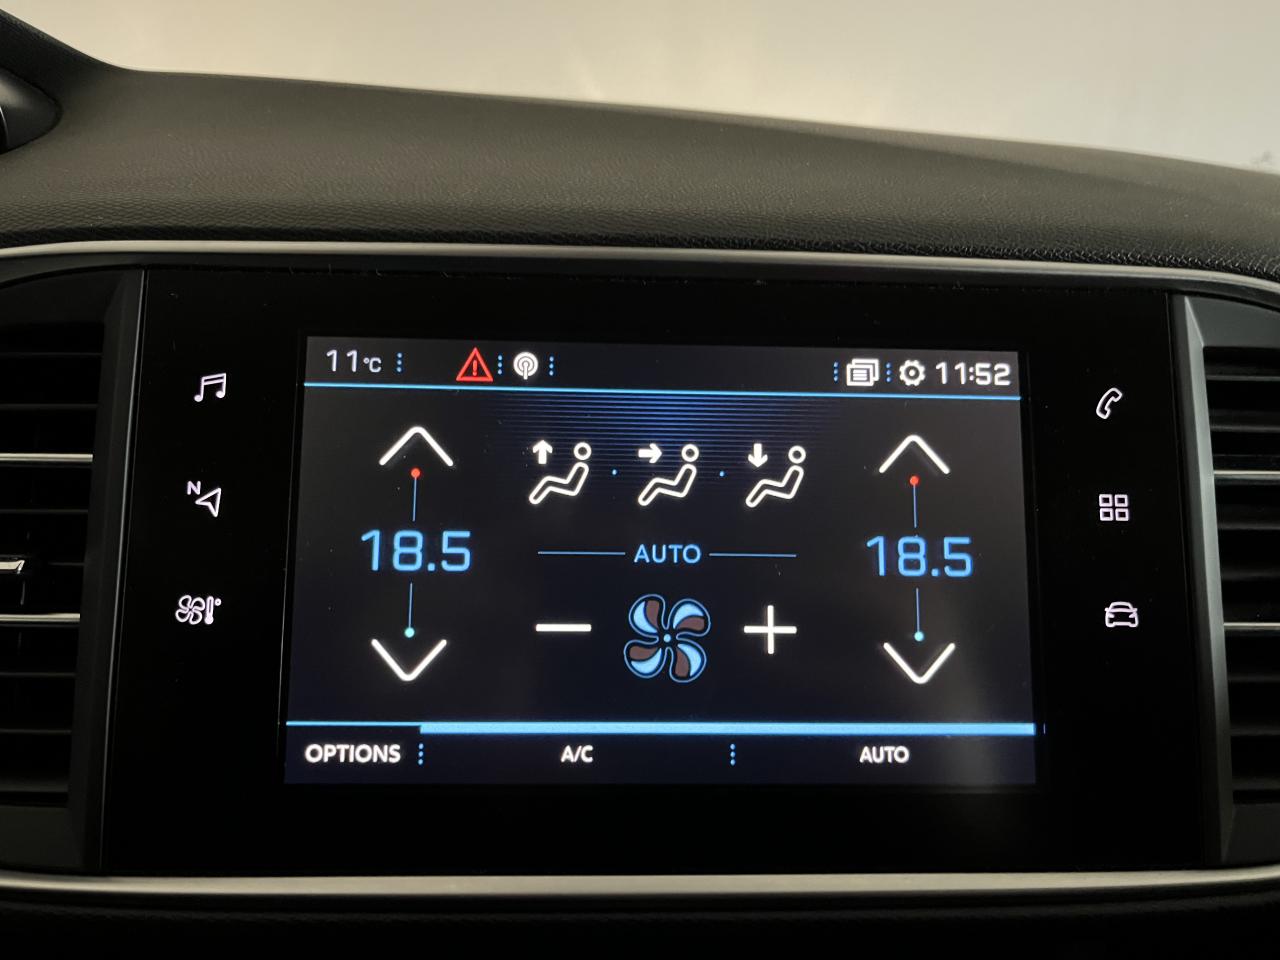 11°C 11:52
N
18.5 AUTO 18.5
OPTIONS A/C AUTO